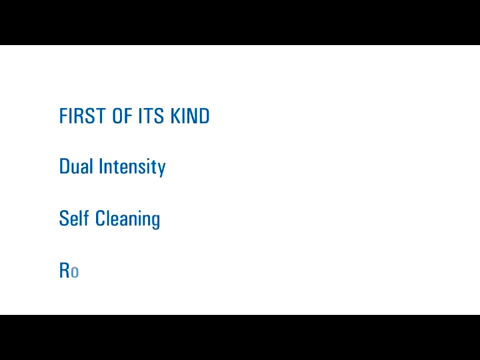 FIRST OF ITS KIND
Dual Intensity
Self Cleaning
Ro